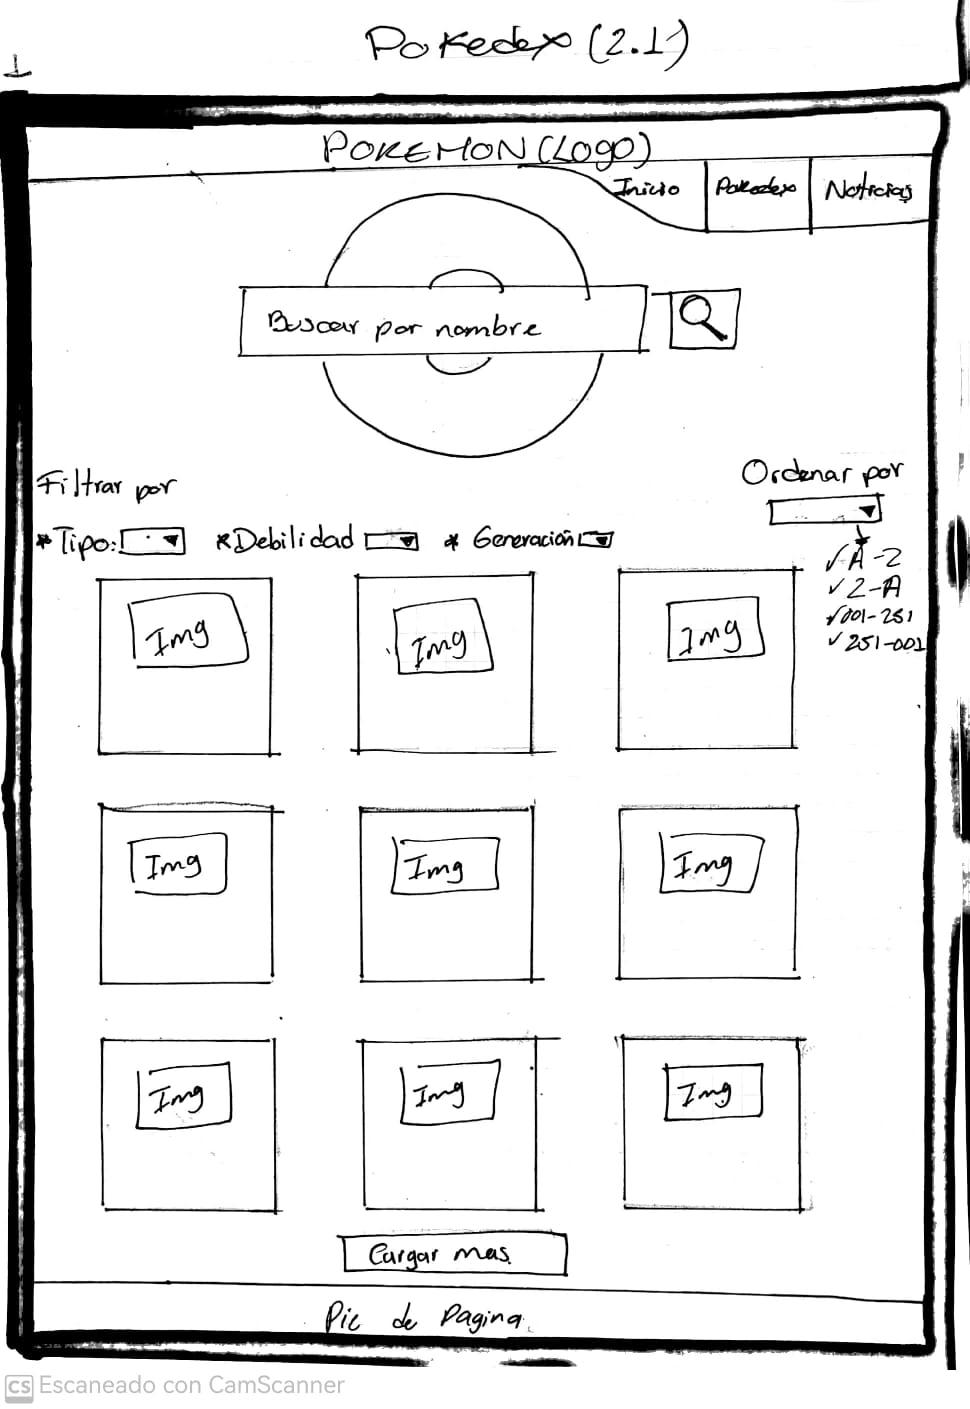 Pokedex (2.1)
1
POKEMON (Logo)
Inicio Pokedex Noticias
Buscar por nombre
Filtrar por
Ordenar por
*Tipo: *Debilidad * Generación
✓A-Z
✓Z-A
✓001-251
✓251-001
Img Img Img
Img Img Img
Img Img Img
Cargar mas
Pie de Pagina
CS Escaneado con CamScanner